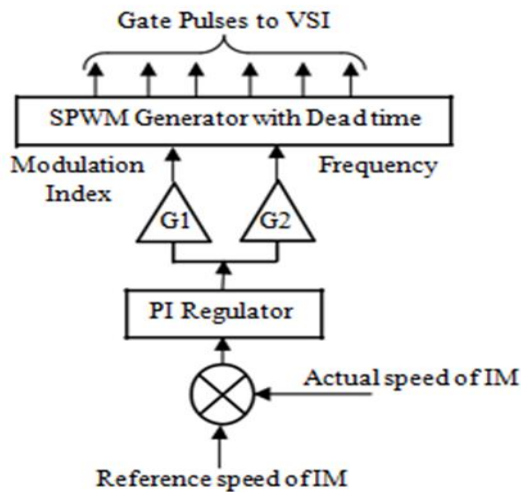 Gate Pulses to VSI
SPWM Generator with Dead time
Modulation
Index
Frequency
G1
G2
PI Regulator
Actual speed of IM
Reference speed of IM